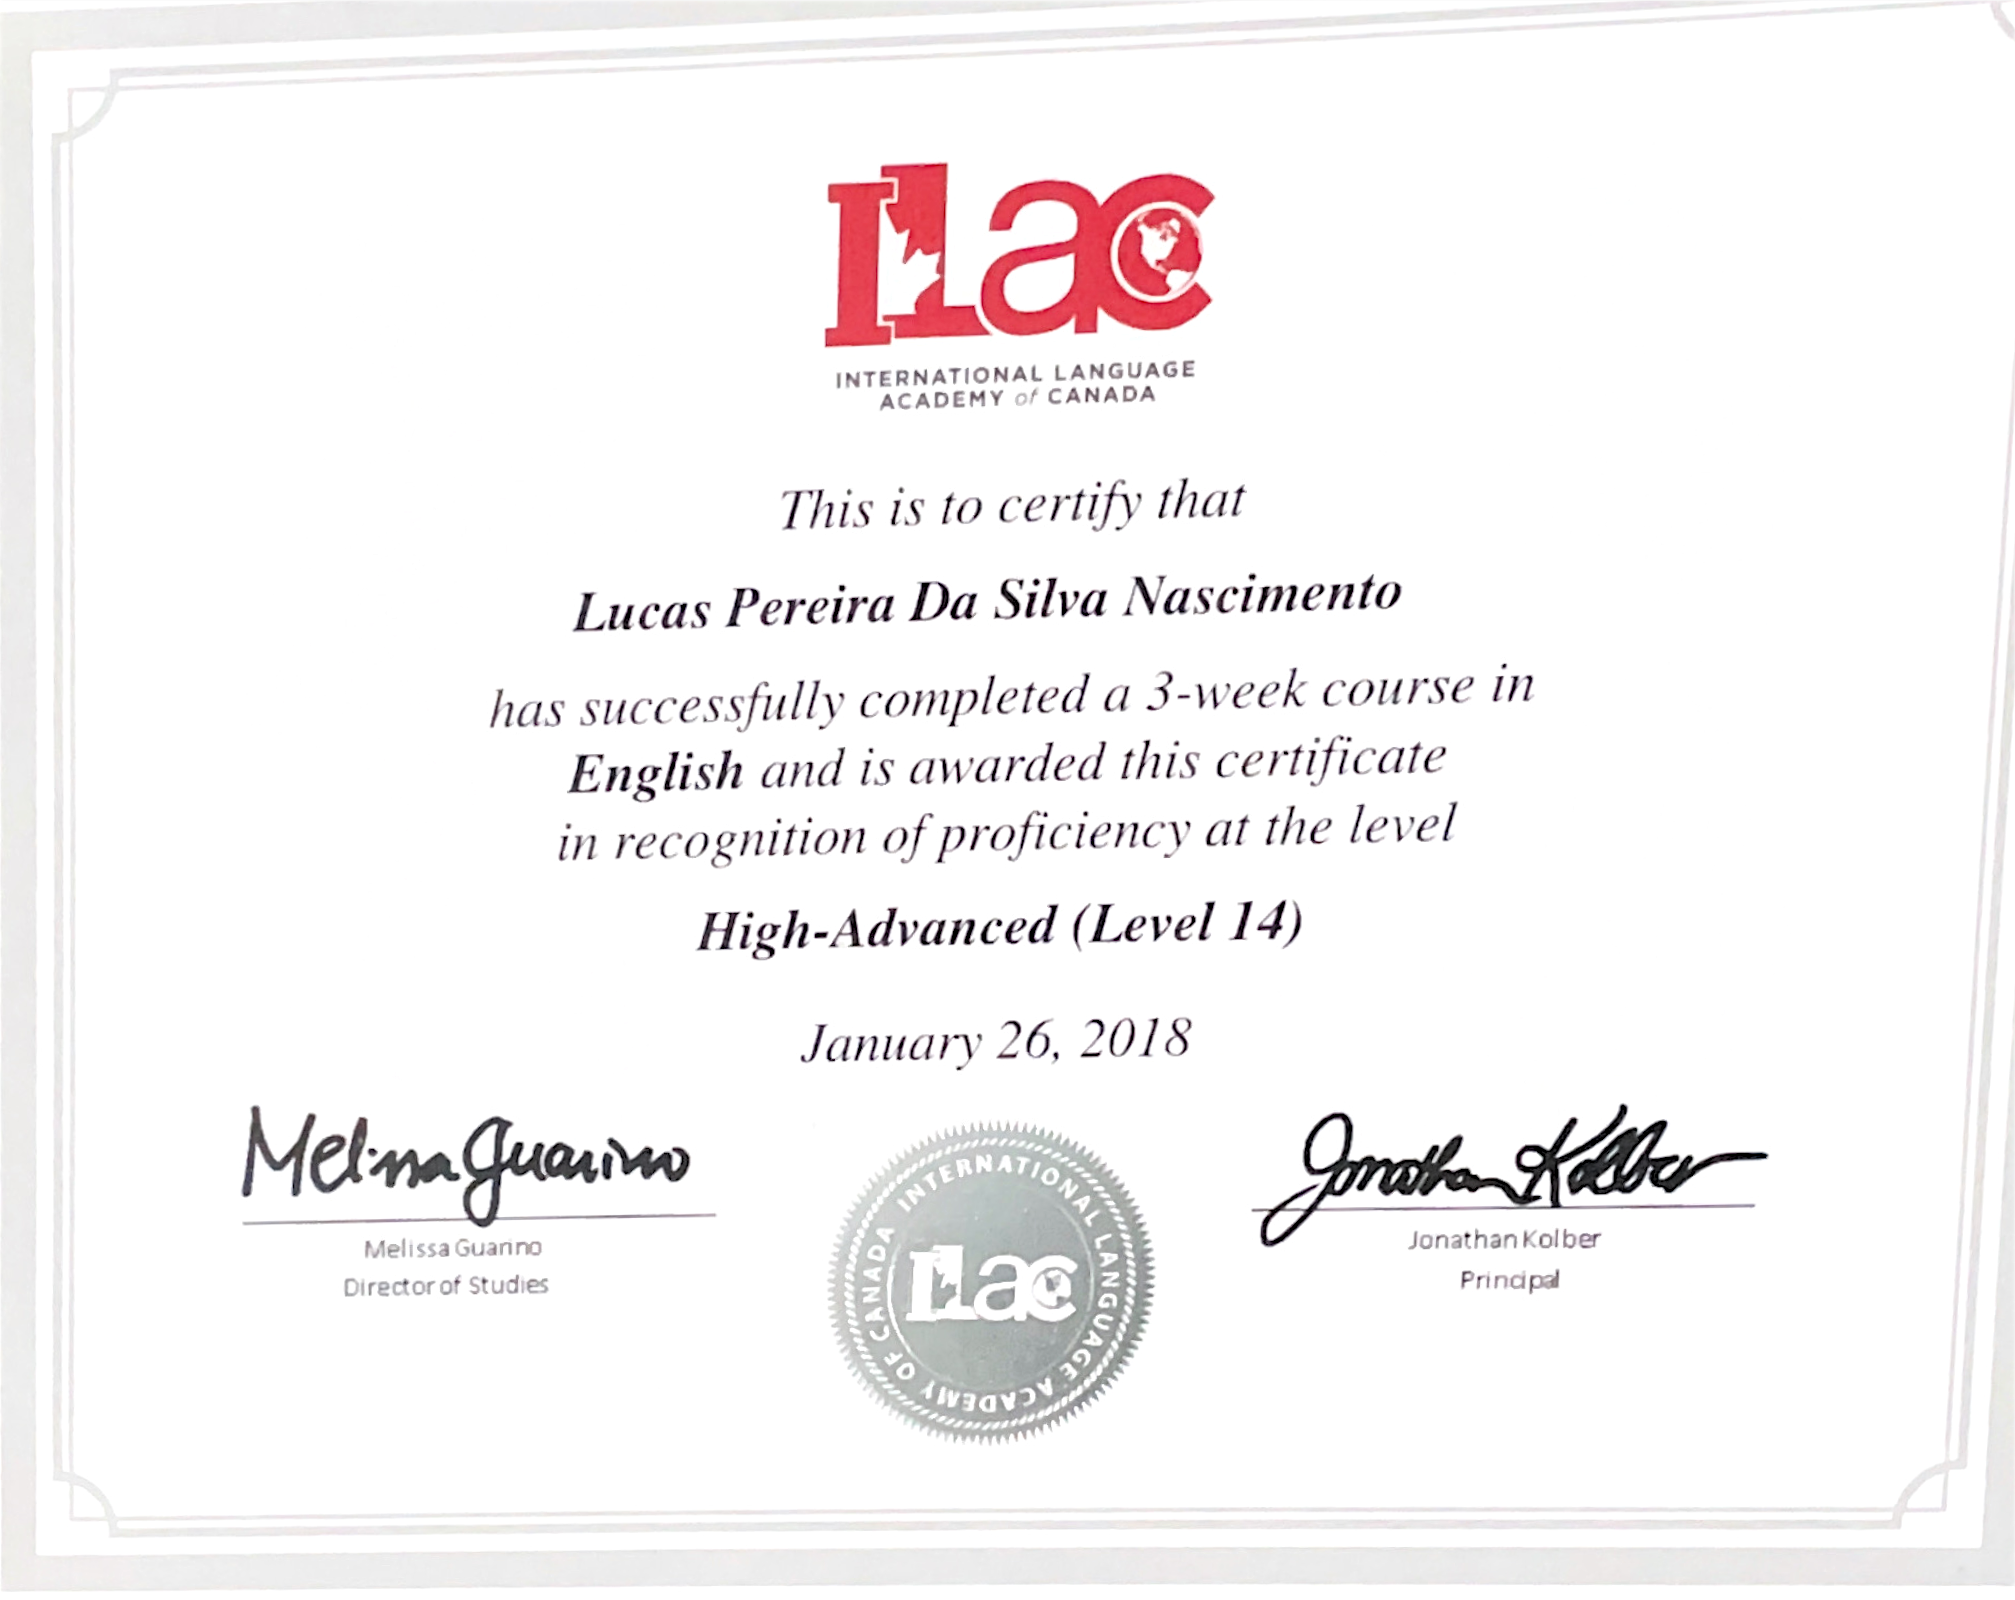 ILac
INTERNATIONAL LANGUAGE
ACADEMY of CANADA
This is to certify that
Lucas Pereira Da Silva Nascimento
has successfully completed a 3-week course in
English and is awarded this certificate
in recognition of proficiency at the level
High-Advanced (Level 14)
January 26, 2018
Melissa Guarino
Melissa Guarino
Director of Studies
INTERNATIONAL LANGUAGE ACADEMY OF CANADA
ILac
Jonathan Kolber
Jonathan Kolber
Principal